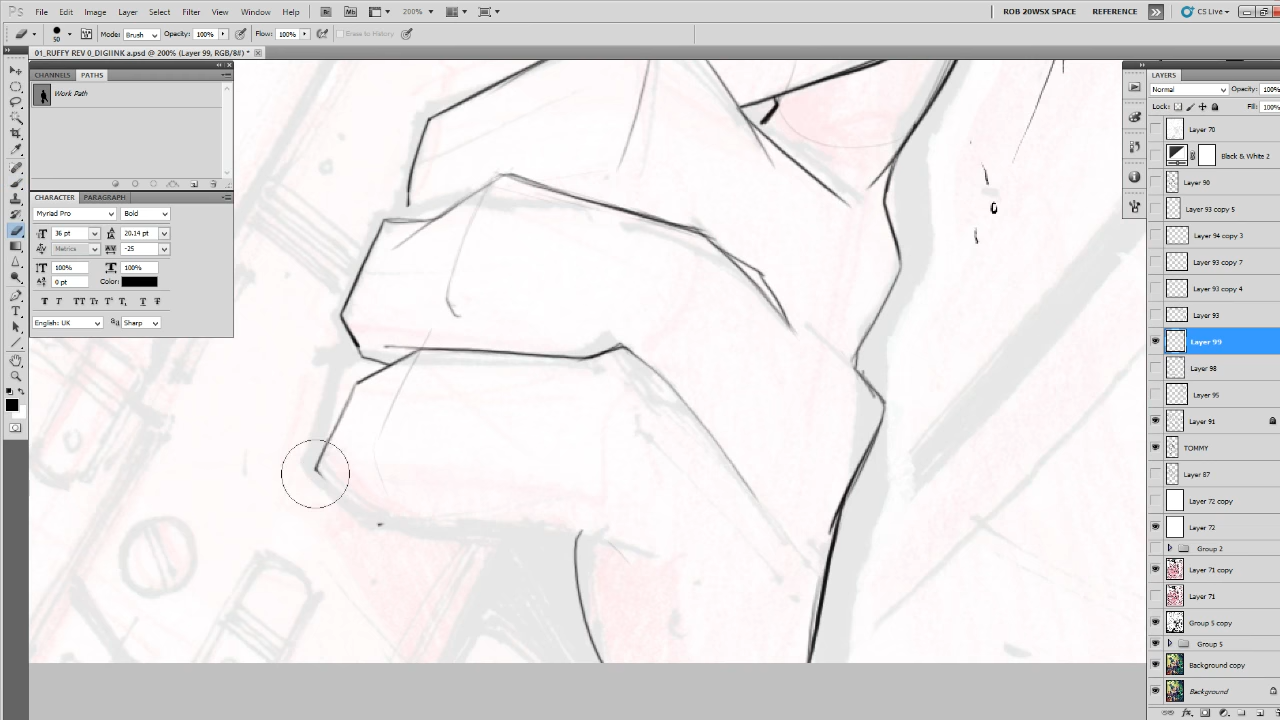 Ps File Edit Image Layer Select Filter View Window Help Br Mb 200% ROB 20WSX SPACE REFERENCE CS Live
50 Mode: Brush Opacity: 100% Flow: 100% Erase to History
01_RUFFY REV 0_DIGIINK a.psd @ 200% (Layer 99, RGB/8#) *
CHANNELS PATHS
Work Path
CHARACTER PARAGRAPH
Myriad Pro Bold
36 pt 20,14 pt
Metrics -25
100% 100%
0 pt Color:
English: UK Sharp
LAYERS
Normal Opacity: 100%
Lock: Fill: 100%
Layer 70
Black & White 2
Layer 90
Layer 93 copy 5
Layer 94 copy 3
Layer 93 copy 7
Layer 93 copy 4
Layer 93
Layer 99
Layer 98
Layer 95
Layer 91
TOMMY
Layer 87
Layer 72 copy
Layer 72
Group 2
Layer 71 copy
Layer 71
Group 5 copy
Group 5
Background copy
Background